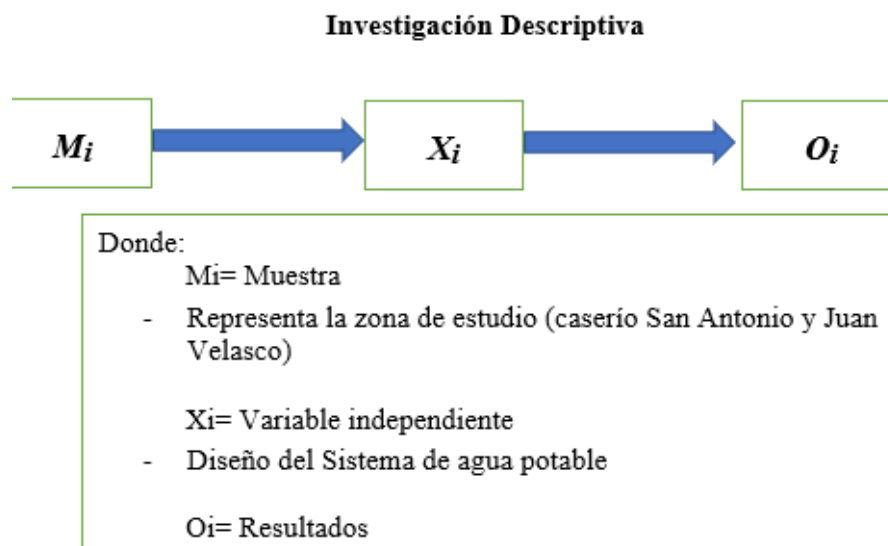 Investigación Descriptiva
Mi Xi Oi
Donde:
Mi= Muestra
- Representa la zona de estudio (caserío San Antonio y Juan
Velasco)
Xi= Variable independiente
- Diseño del Sistema de agua potable
Oi= Resultados